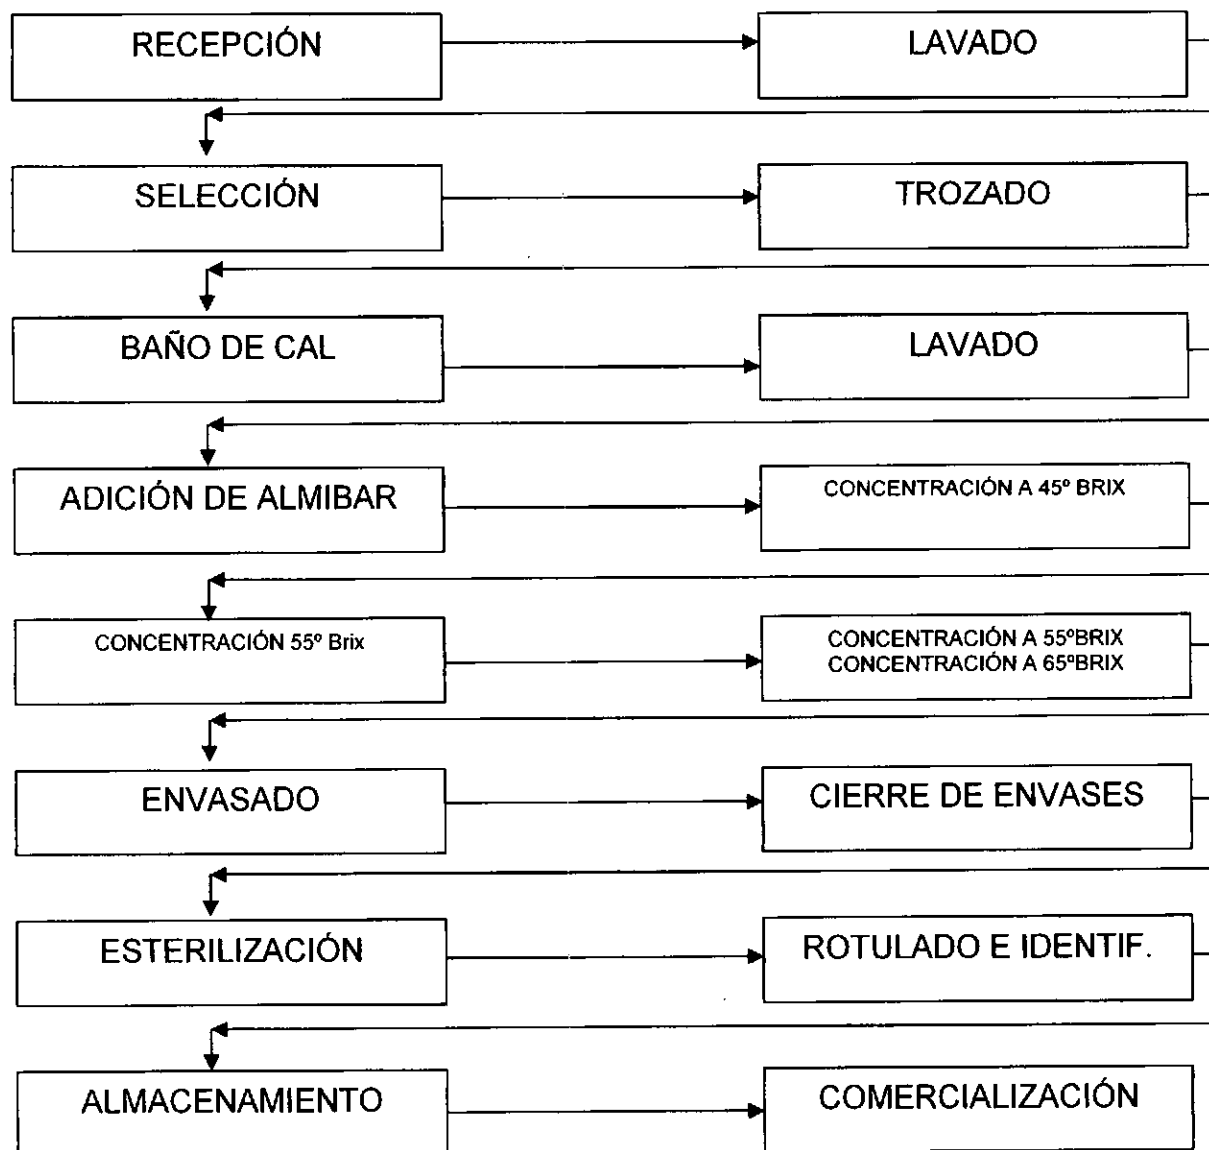 RECEPCIÓN
LAVADO
SELECCIÓN
TROZADO
BAÑO DE CAL
LAVADO
ADICIÓN DE ALMIBAR
CONCENTRACIÓN A 45º BRIX
CONCENTRACIÓN 55º Brix
CONCENTRACIÓN A 55ºBRIX
CONCENTRACIÓN A 65ºBRIX
ENVASADO
CIERRE DE ENVASES
ESTERILIZACIÓN
ROTULADO E IDENTIF.
ALMACENAMIENTO
COMERCIALIZACIÓN